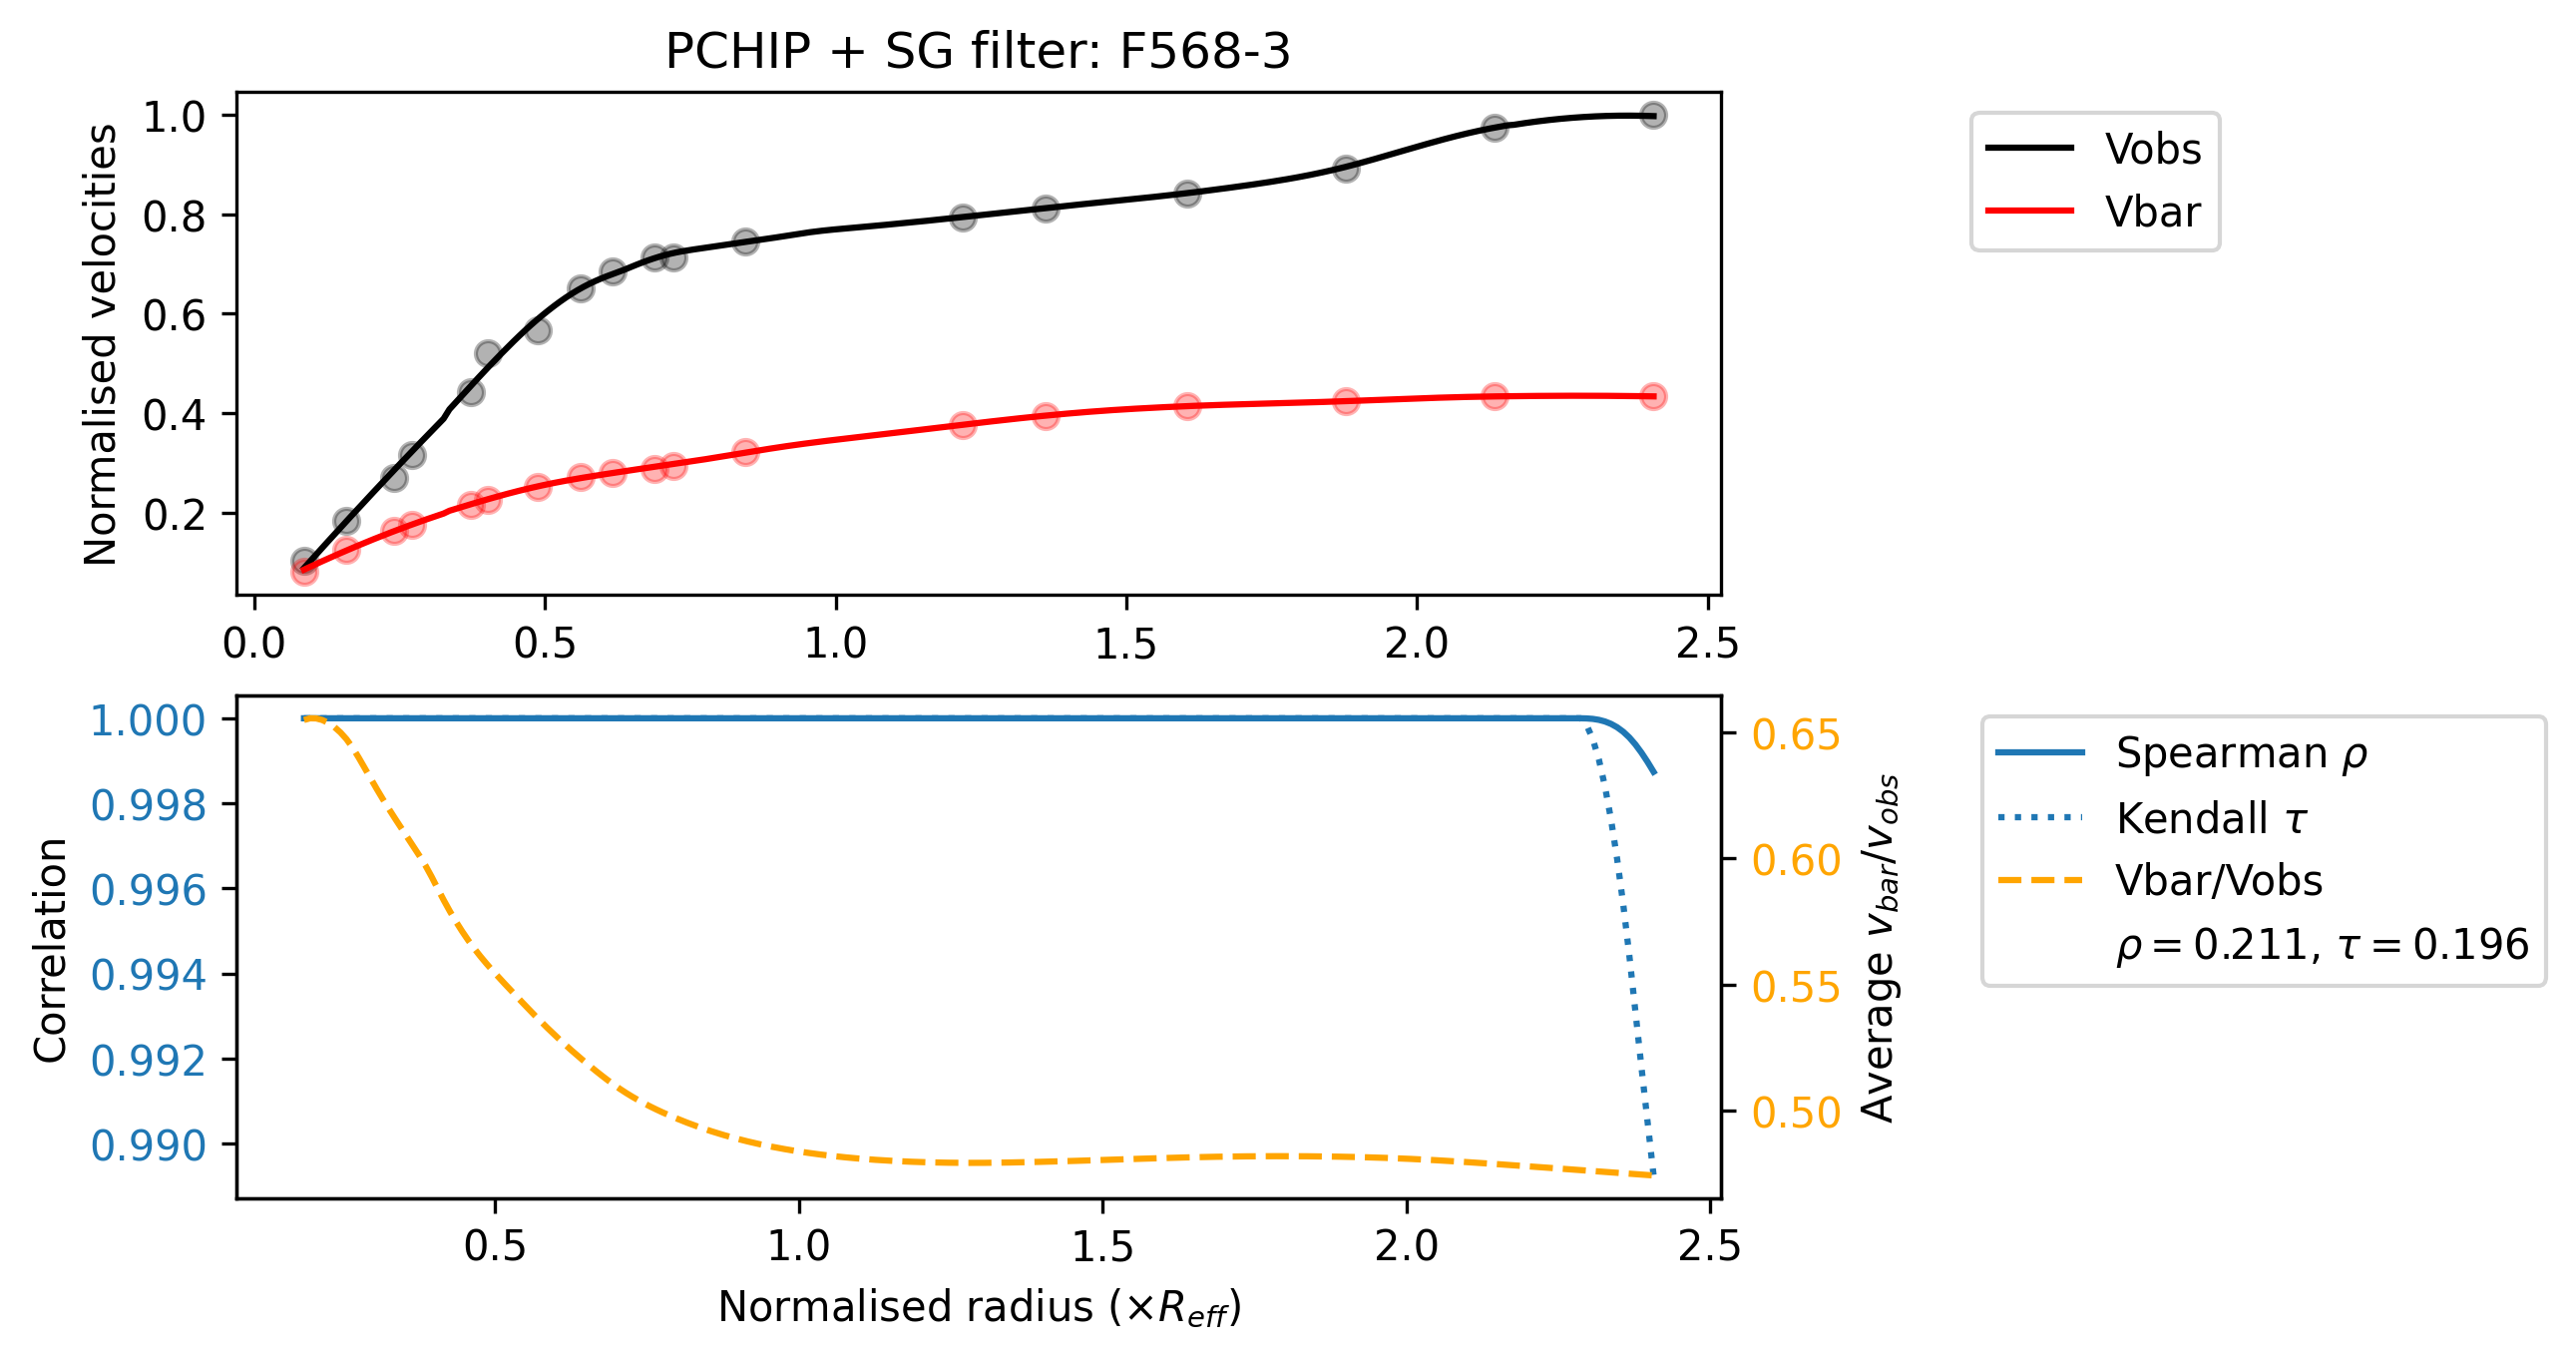 PCHIP + SG filter: F568-3
Normalised velocities
1.0
0.8
0.6
0.4
0.2
0.0 0.5 1.0 1.5 2.0 2.5
Vobs
Vbar
Correlation
1.000
0.998
0.996
0.994
0.992
0.990
0.5 1.0 1.5 2.0 2.5
Normalised radius (×R_eff)
0.65
0.60
0.55
0.50
Average v_bar/v_obs
Spearman ρ
Kendall τ
Vbar/Vobs
ρ = 0.211, τ = 0.196